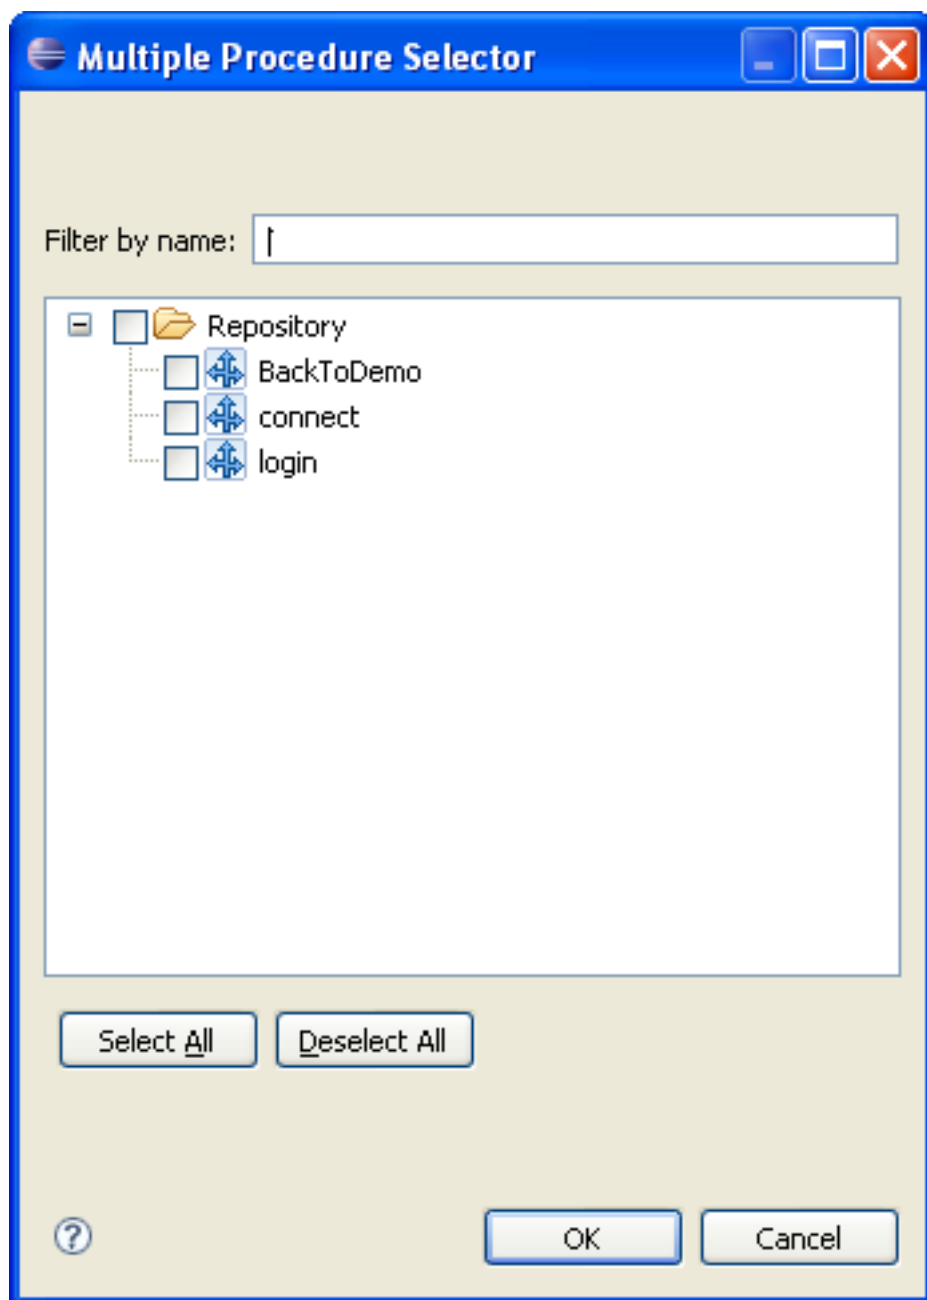 Multiple Procedure Selector
Filter by name:
Repository
BackToDemo
connect
login
Select All Deselect All
OK Cancel